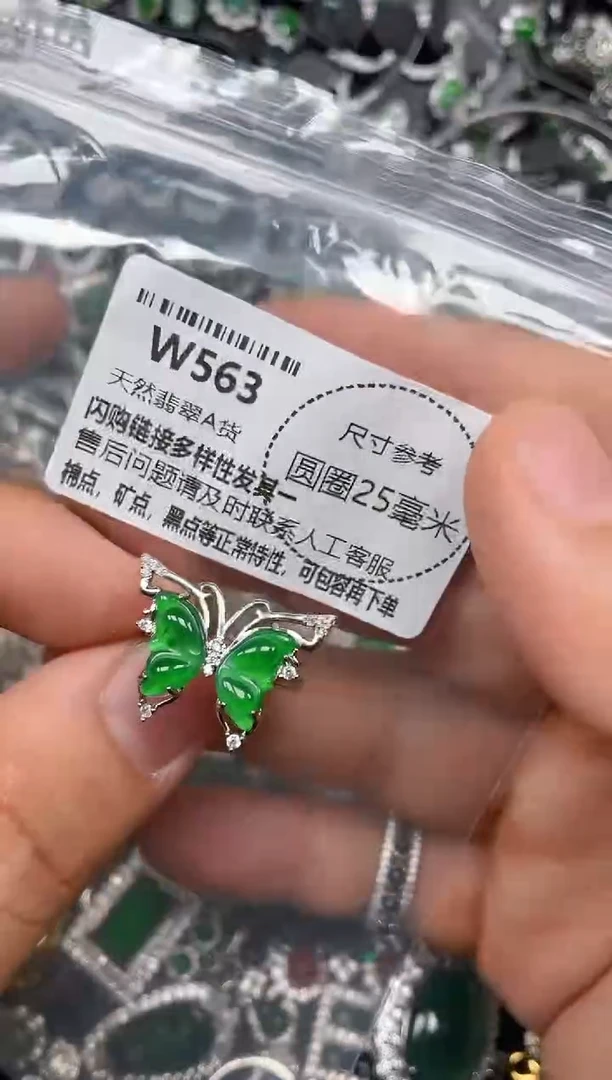 W563
天然翡翠A货
闪购链接多样性发其一
售后问题请及时联系人工客服
棉点，矿点，黑点等正常特性，可包容再下单
尺寸参考
圆圈25毫米